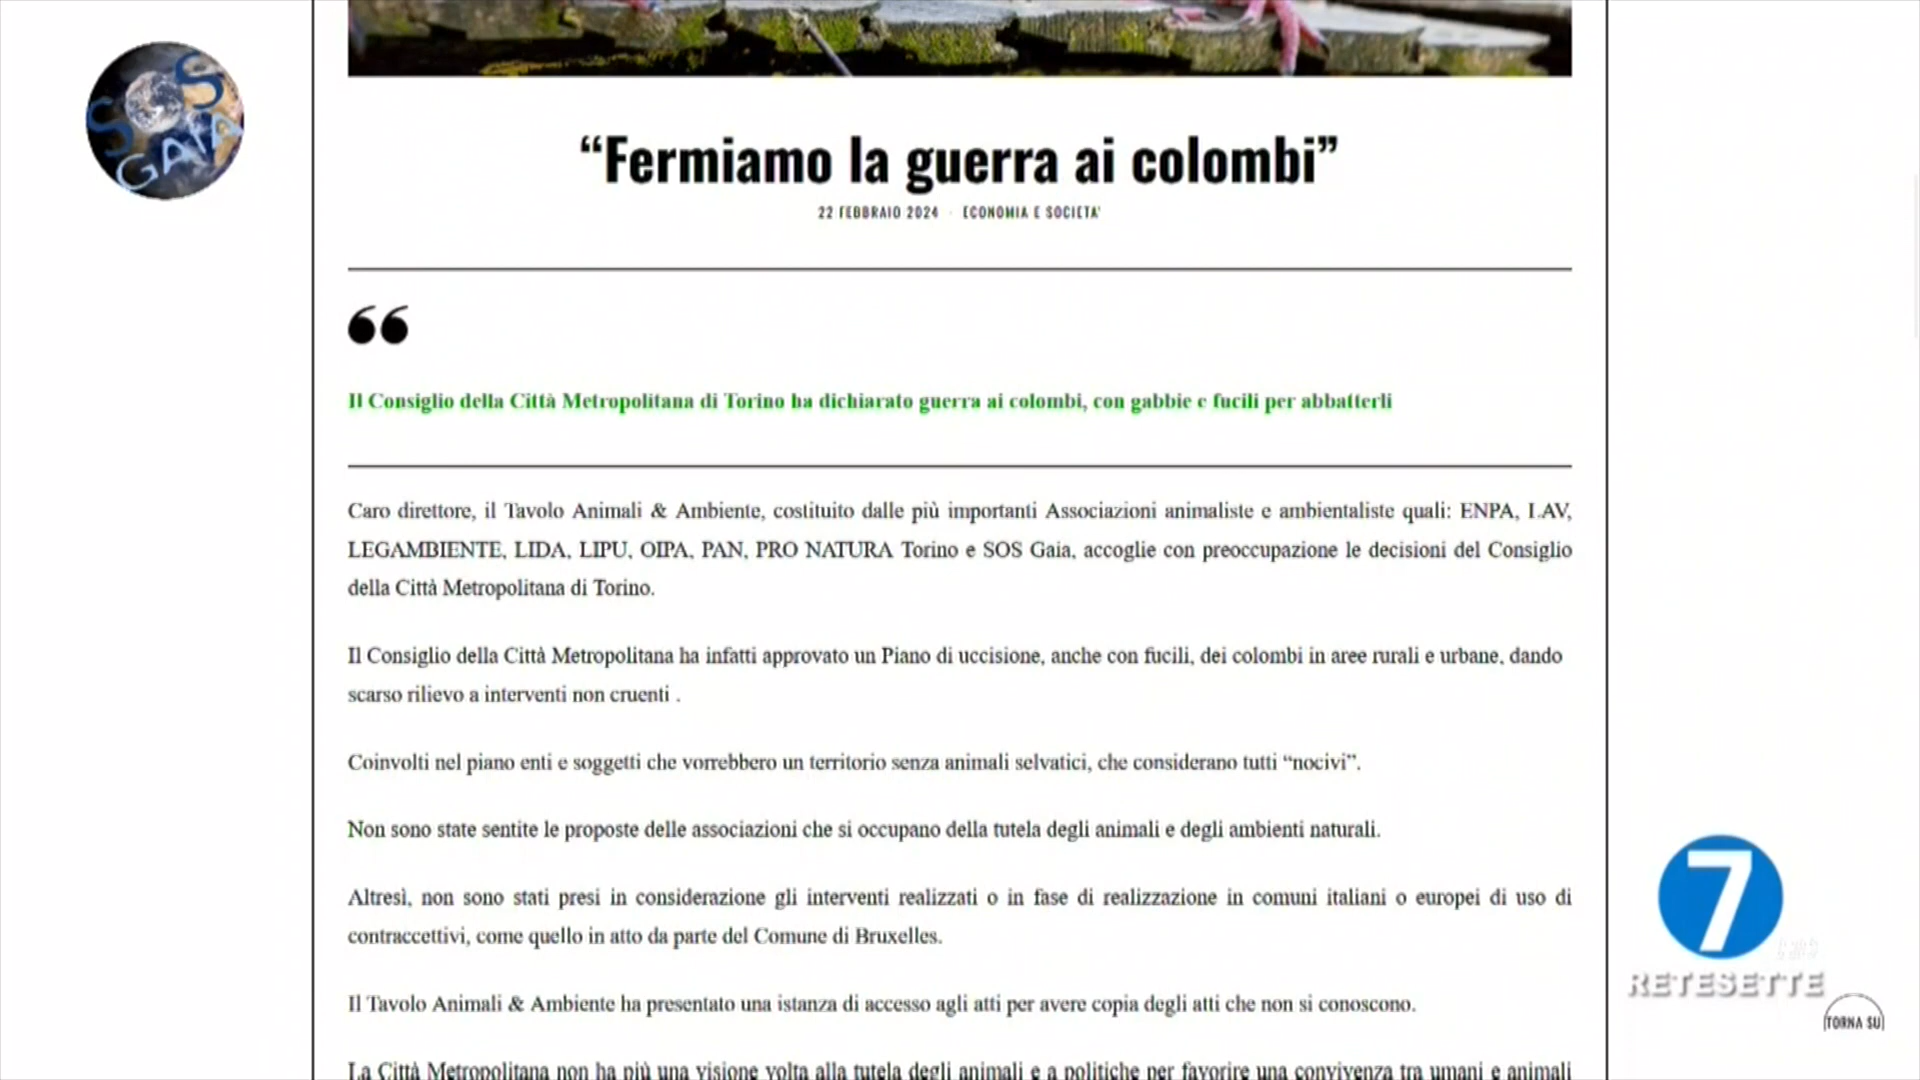 SOS GAIA
“Fermiamo la guerra ai colombi”
22 FEBBRAIO 2024 · ECONOMIA E SOCIETA'
Il Consiglio della Città Metropolitana di Torino ha dichiarato guerra ai colombi, con gabbie e fucili per abbatterli
Caro direttore, il Tavolo Animali & Ambiente, costituito dalle più importanti Associazioni animaliste e ambientaliste quali: ENPA, LAV,
LEGAMBIENTE, LIDA, LIPU, OIPA, PAN, PRO NATURA Torino e SOS Gaia, accoglie con preoccupazione le decisioni del Consiglio
della Città Metropolitana di Torino.
Il Consiglio della Città Metropolitana ha infatti approvato un Piano di uccisione, anche con fucili, dei colombi in aree rurali e urbane, dando
scarso rilievo a interventi non cruenti .
Coinvolti nel piano enti e soggetti che vorrebbero un territorio senza animali selvatici, che considerano tutti “nocivi”.
Non sono state sentite le proposte delle associazioni che si occupano della tutela degli animali e degli ambienti naturali.
Altresì, non sono stati presi in considerazione gli interventi realizzati o in fase di realizzazione in comuni italiani o europei di uso di
contraccettivi, come quello in atto da parte del Comune di Bruxelles.
Il Tavolo Animali & Ambiente ha presentato una istanza di accesso agli atti per avere copia degli atti che non si conoscono.
La Città Metropolitana non ha più una visione volta alla tutela degli animali e a politiche per favorire una convivenza tra umani e animali
7
RETESETTE
TORNA SU